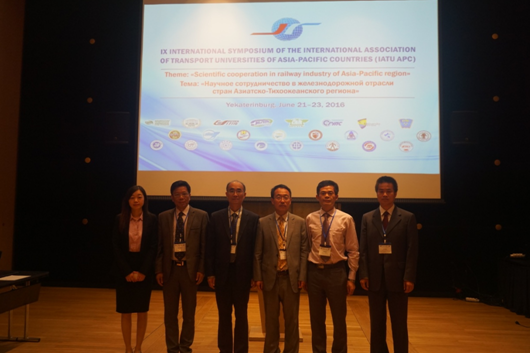 IX INTERNATIONAL SYMPOSIUM OF THE INTERNATIONAL ASSOCIATION
OF TRANSPORT UNIVERSITIES OF ASIA-PACIFIC COUNTRIES (IATU APC)
Theme: «Scientific cooperation in railway industry of Asia-Pacific region»
Тема: «Научное сотрудничество в железнодорожной отрасли
стран Азиатско-Тихоокеанского региона»
Yekaterinburg June 21-23, 2016